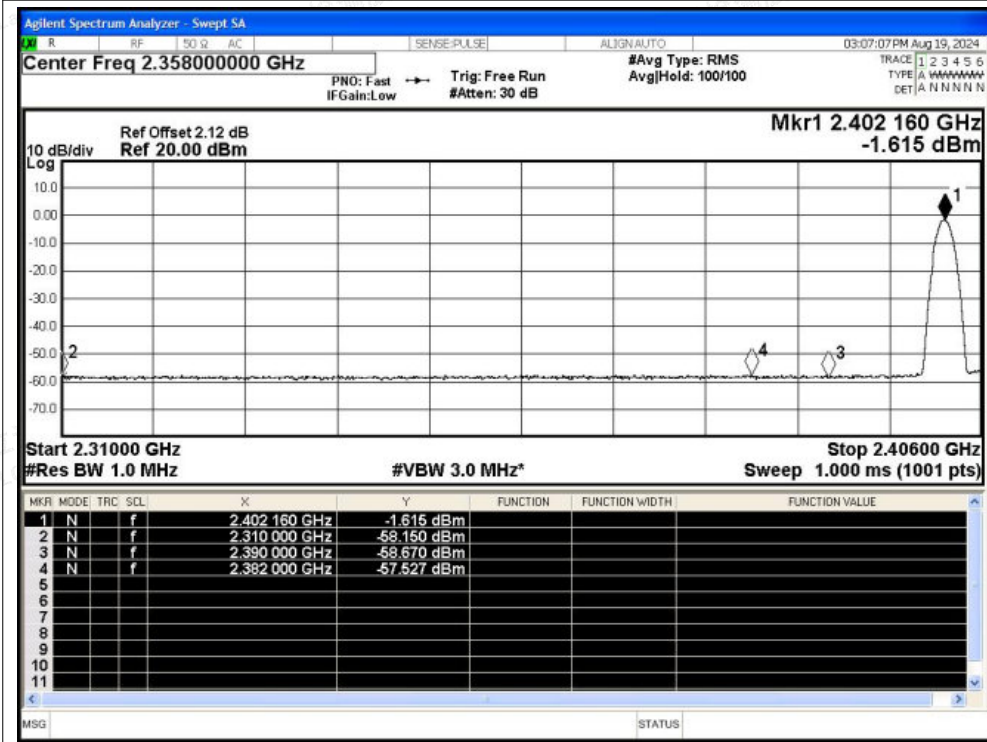 Agilent Spectrum Analyzer - Swept SA
LXI R RF 50 Ω AC SENSE:PULSE ALIGNAUTO 03:07:07 PM Aug 19, 2024
Center Freq 2.358000000 GHz
PNO: Fast
IFGain:Low
Trig: Free Run
#Atten: 30 dB
#Avg Type: RMS
Avg|Hold: 100/100
TRACE 1 2 3 4 5 6
TYPE A WWWWW
DET A N N N N N
Ref Offset 2.12 dB
10 dB/div Ref 20.00 dBm
Log
Mkr1 2.402 160 GHz
-1.615 dBm
10.0
0.00
-10.0
-20.0
-30.0
-40.0
-50.0
-60.0
-70.0
1
2
4
3
Start 2.31000 GHz Stop 2.40600 GHz
#Res BW 1.0 MHz #VBW 3.0 MHz* Sweep 1.000 ms (1001 pts)
MKR MODE TRC SCL X Y FUNCTION FUNCTION WIDTH FUNCTION VALUE
1 N f 2.402 160 GHz -1.615 dBm
2 N f 2.310 000 GHz -58.150 dBm
3 N f 2.390 000 GHz -58.670 dBm
4 N f 2.382 000 GHz -57.527 dBm
5
6
7
8
9
10
11
MSG STATUS